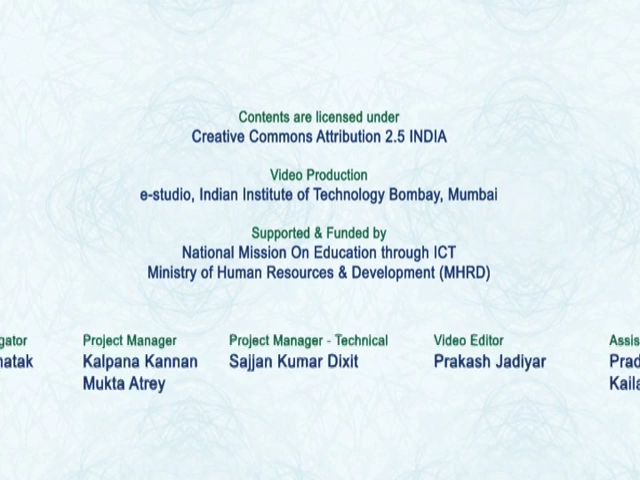 Contents are licensed under
Creative Commons Attribution 2.5 INDIA
Video Production
e-studio, Indian Institute of Technology Bombay, Mumbai
Supported & Funded by
National Mission On Education through ICT
Ministry of Human Resources & Development (MHRD)
Project Manager Project Manager - Technical Video Editor
Kalpana Kannan Sajjan Kumar Dixit Prakash Jadiyar
Mukta Atrey